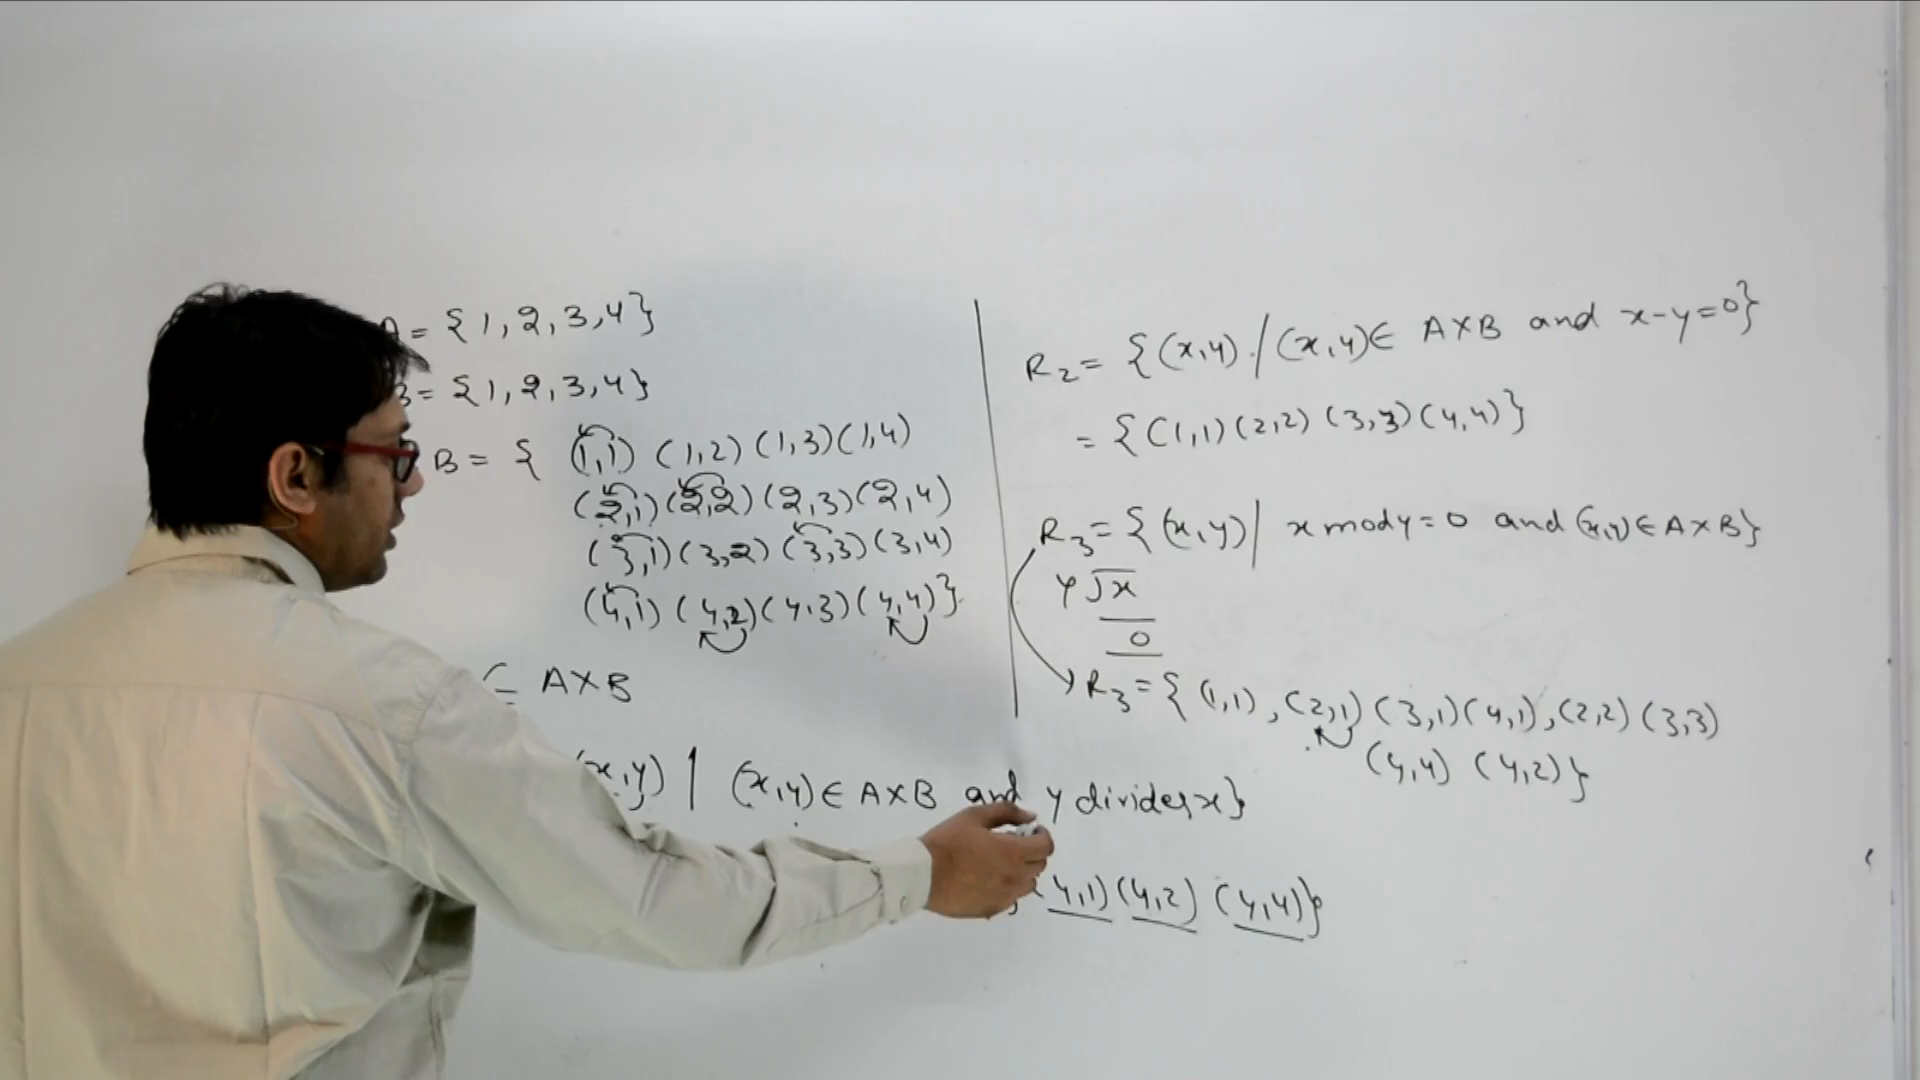 A = {1,2,3,4}
B = {1,2,3,4}
B = { (1,1) (1,2) (1,3) (1,4)
(2,1) (2,2) (2,3) (2,4)
(3,1) (3,2) (3,3) (3,4)
(4,1) (4,2) (4,3) (4,4) }
⊆ A×B
(x,y) | (x,y) ∈ A×B and y divides x}
(4,1) (4,2) (4,4)}
R2 = {(x,y) / (x,y) ∈ A×B and x-y=0}
= {(1,1) (2,2) (3,3) (4,4)}
R3 = {(x,y) | x mod y = 0 and (x,y) ∈ A×B}
y)x
0
R3 = { (1,1), (2,1) (3,1) (4,1), (2,2) (3,3)
(4,4) (4,2)}